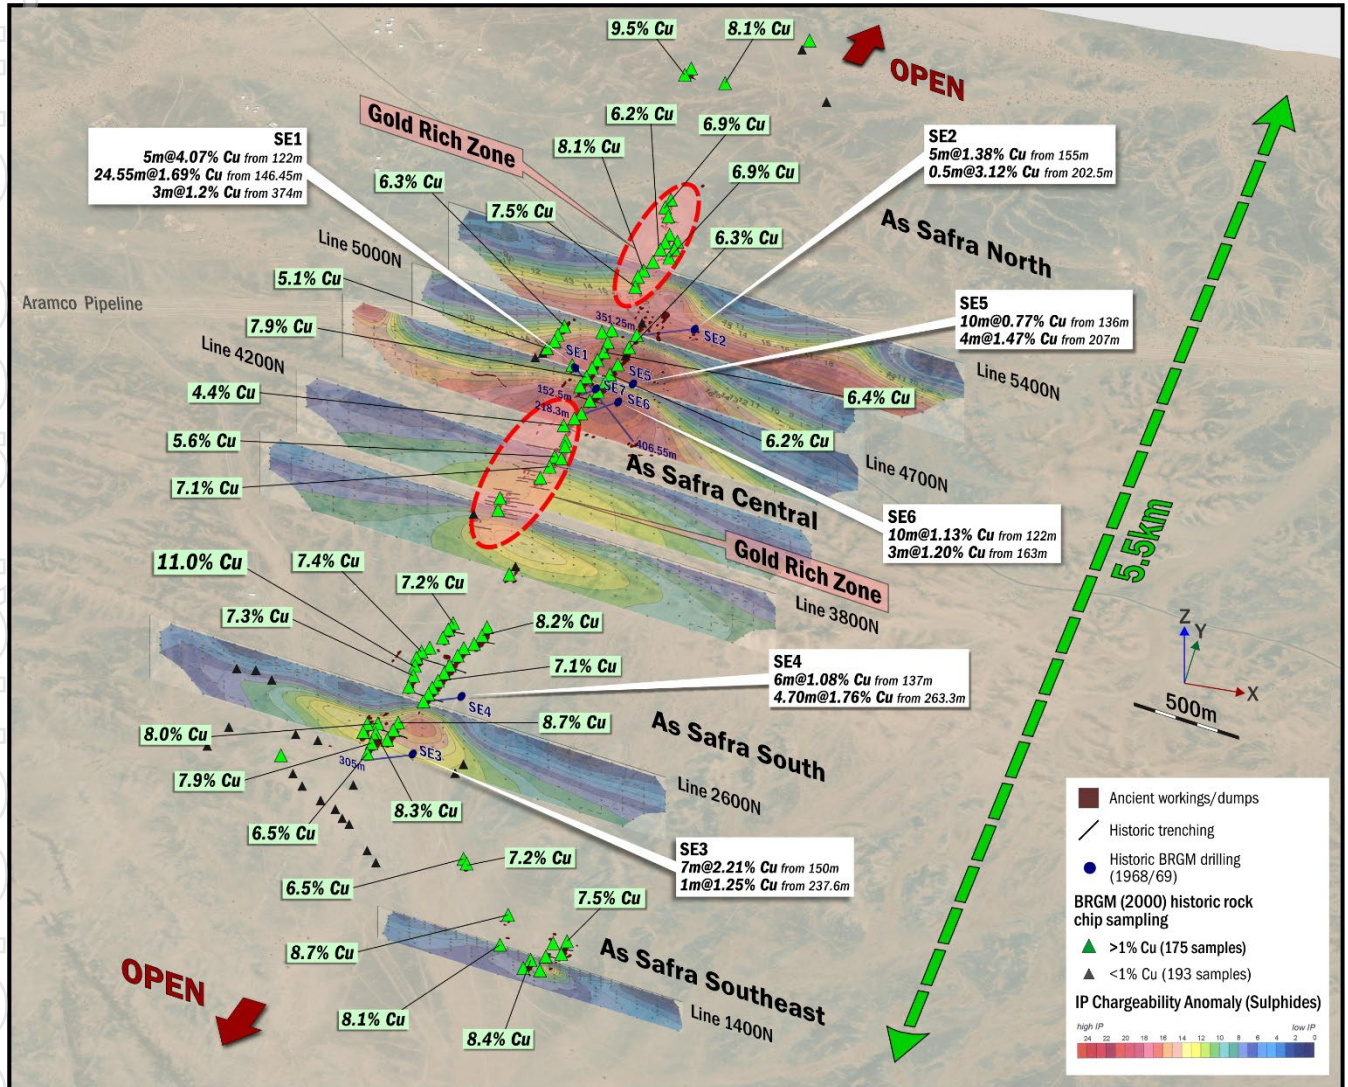 9.5% Cu
8.1% Cu
OPEN
Gold Rich Zone
6.2% Cu
6.9% Cu
8.1% Cu
6.9% Cu
SE1
5m@4.07% Cu from 122m
24.55m@1.69% Cu from 146.45m
3m@1.2% Cu from 374m
SE2
5m@1.38% Cu from 155m
0.5m@3.12% Cu from 202.5m
6.3% Cu
7.5% Cu
6.3% Cu
As Safra North
Line 5000N
5.1% Cu
Aramco Pipeline
7.9% Cu
SE5
10m@0.77% Cu from 136m
4m@1.47% Cu from 207m
351.25m
SE2
Line 4200N
SE1
SE5
SE7
SE6
152.5m
218.3m
406.55m
Line 5400N
4.4% Cu
6.4% Cu
5.6% Cu
6.2% Cu
7.1% Cu
As Safra Central
Line 4700N
SE6
10m@1.13% Cu from 122m
3m@1.20% Cu from 163m
5.5km
Gold Rich Zone
Line 3800N
11.0% Cu
7.4% Cu
7.2% Cu
7.3% Cu
8.2% Cu
7.1% Cu
SE4
6m@1.08% Cu from 137m
4.70m@1.76% Cu from 263.3m
Z
Y
X
500m
SE4
8.0% Cu
8.7% Cu
As Safra South
SE3
305m
7.9% Cu
Line 2600N
8.3% Cu
6.5% Cu
SE3
7m@2.21% Cu from 150m
1m@1.25% Cu from 237.6m
7.2% Cu
6.5% Cu
7.5% Cu
8.7% Cu
As Safra Southeast
OPEN
8.1% Cu
Line 1400N
8.4% Cu
Ancient workings/dumps
Historic trenching
Historic BRGM drilling
(1968/69)
BRGM (2000) historic rock
chip sampling
>1% Cu (175 samples)
<1% Cu (193 samples)
IP Chargeability Anomaly (Sulphides)
high IP
low IP
24 22 20 18 16 14 12 10 8 6 4 2 0